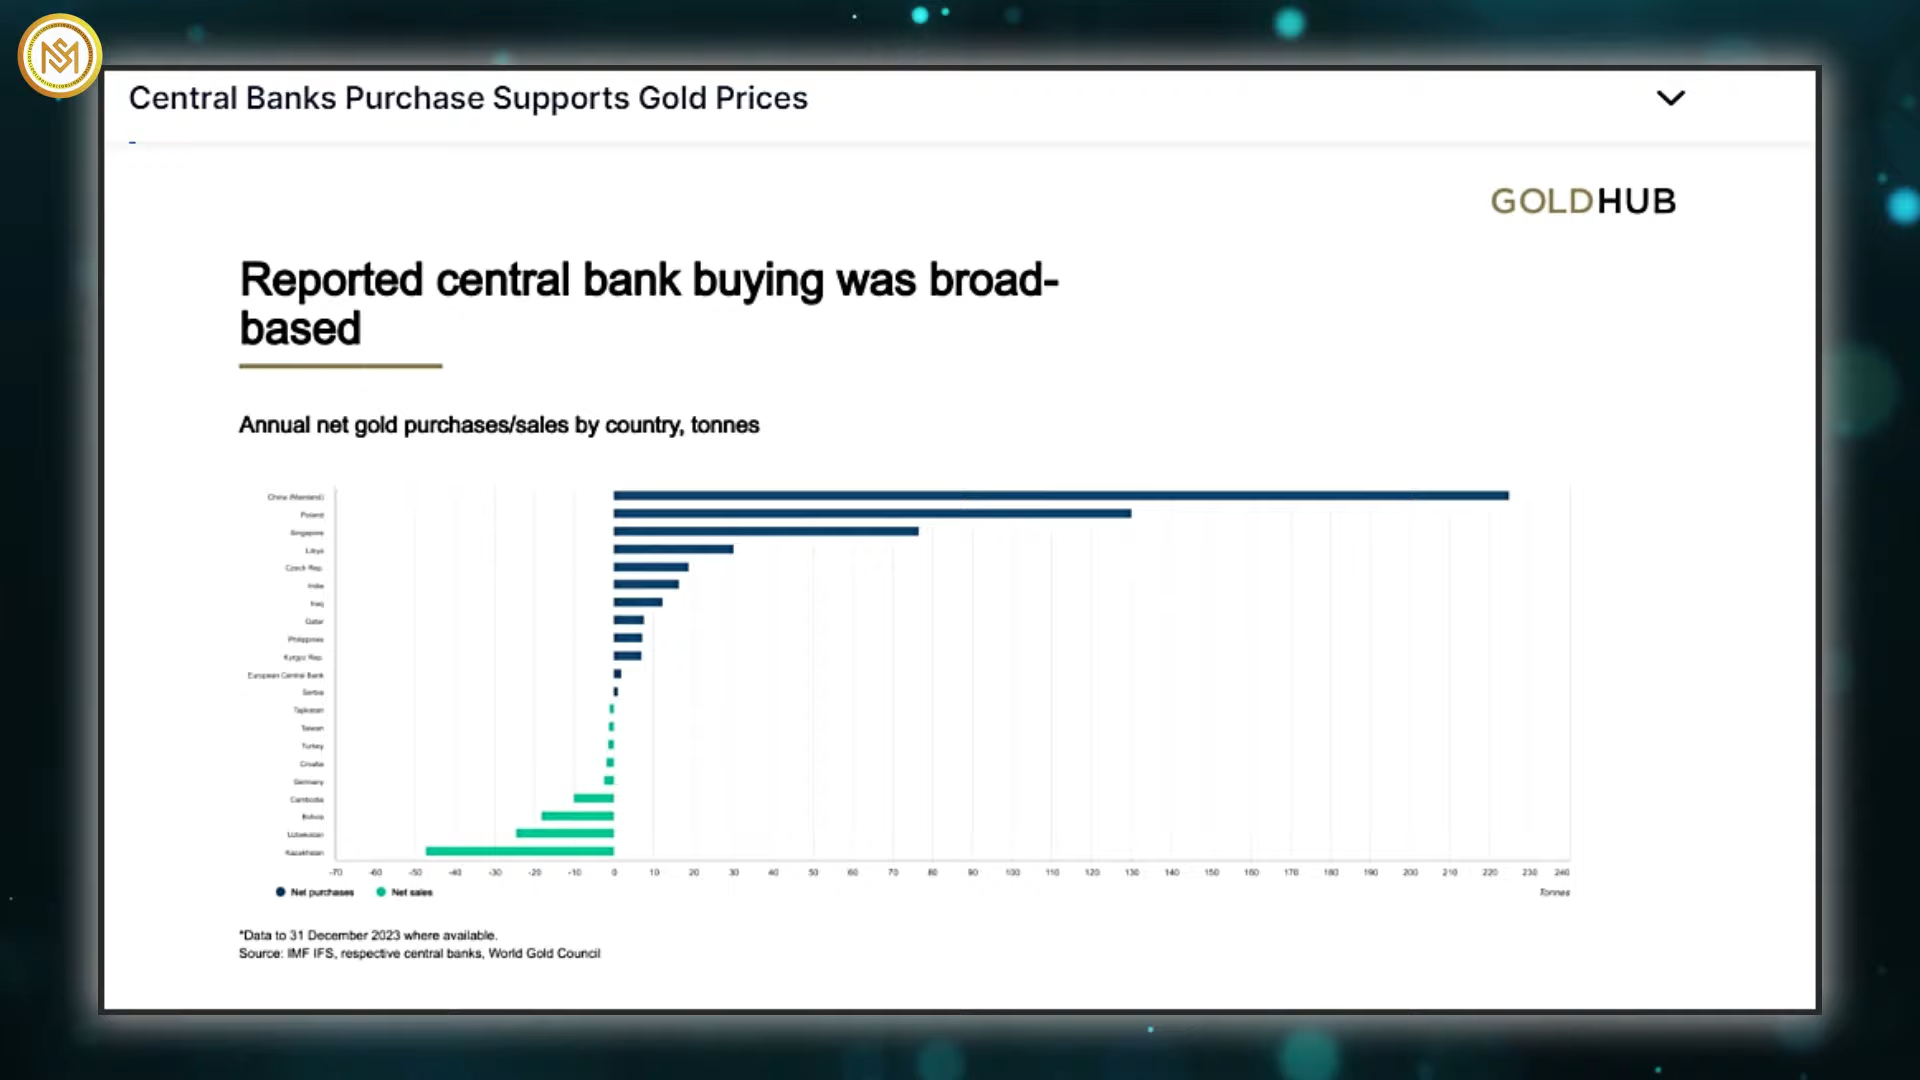 Central Banks Purchase Supports Gold Prices
GOLDHUB
Reported central bank buying was broad-
based
Annual net gold purchases/sales by country, tonnes
China (Mainland)
Poland
Singapore
Libya
Czech Rep.
India
Iraq
Qatar
Philippines
Kyrgyz Rep.
European Central Bank
Serbia
Tajikistan
Taiwan
Turkey
Croatia
Germany
Cambodia
Bolivia
Uzbekistan
Kazakhstan
-70 -60 -50 -40 -30 -20 -10 0 10 20 30 40 50 60 70 80 90 100 110 120 130 140 150 160 170 180 190 200 210 220 230 240
Net purchases Net sales
Tonnes
*Data to 31 December 2023 where available.
Source: IMF IFS, respective central banks, World Gold Council